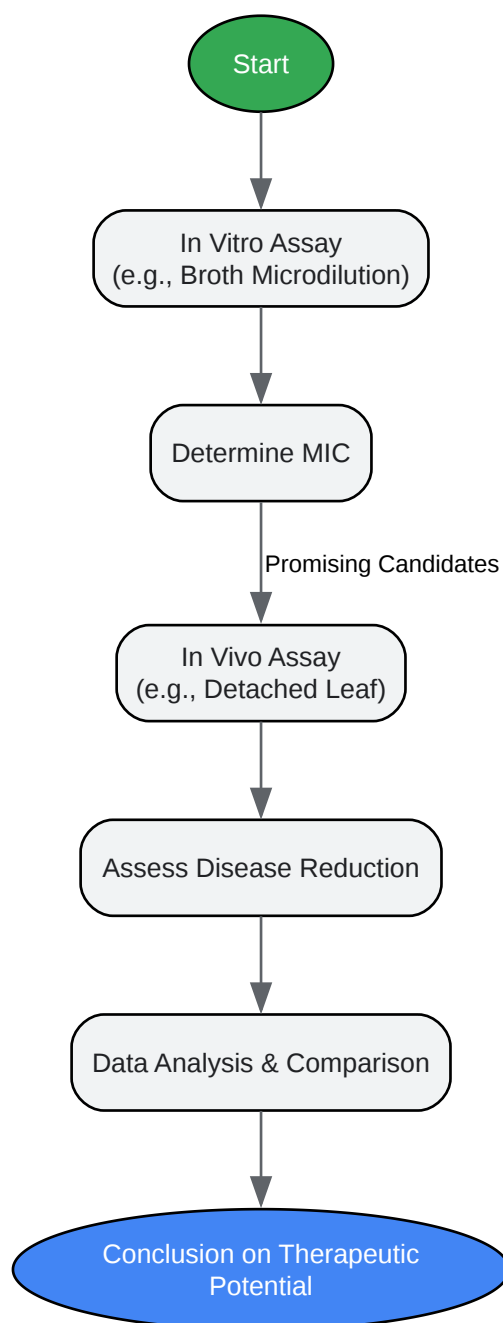 Start
In Vitro Assay
(e.g., Broth Microdilution)
Determine MIC
Promising Candidates
In Vivo Assay
(e.g., Detached Leaf)
Assess Disease Reduction
Data Analysis & Comparison
Conclusion on Therapeutic
Potential